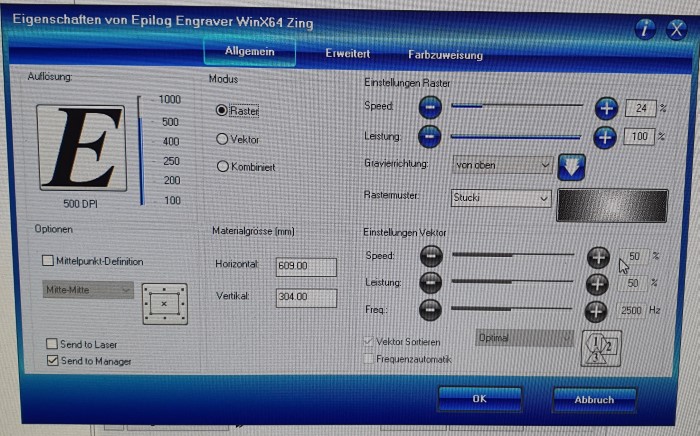 Eigenschaften von Epilog Engraver WinX64 Zing
Allgemein Erweitert Farbzuweisung
Auflösung:
E
1000
500
400
250
200
100
500 DPI
Modus
Raster
Vektor
Kombiniert
Einstellungen Raster
Speed: 24 %
Leistung: 100 %
Gravierrichtung: von oben
Rastermuster: Stucki
Optionen
Mittelpunkt-Definition
Mitte-Mitte
Send to Laser
Send to Manager
Materialgrösse [mm]
Horizontal: 609.00
Vertikal: 304.00
Einstellungen Vektor
Speed: 50 %
Leistung: 50 %
Freq.: 2500 Hz
Vektor Sortieren Optimal
1 2 3
Frequenzautomatik
OK Abbruch